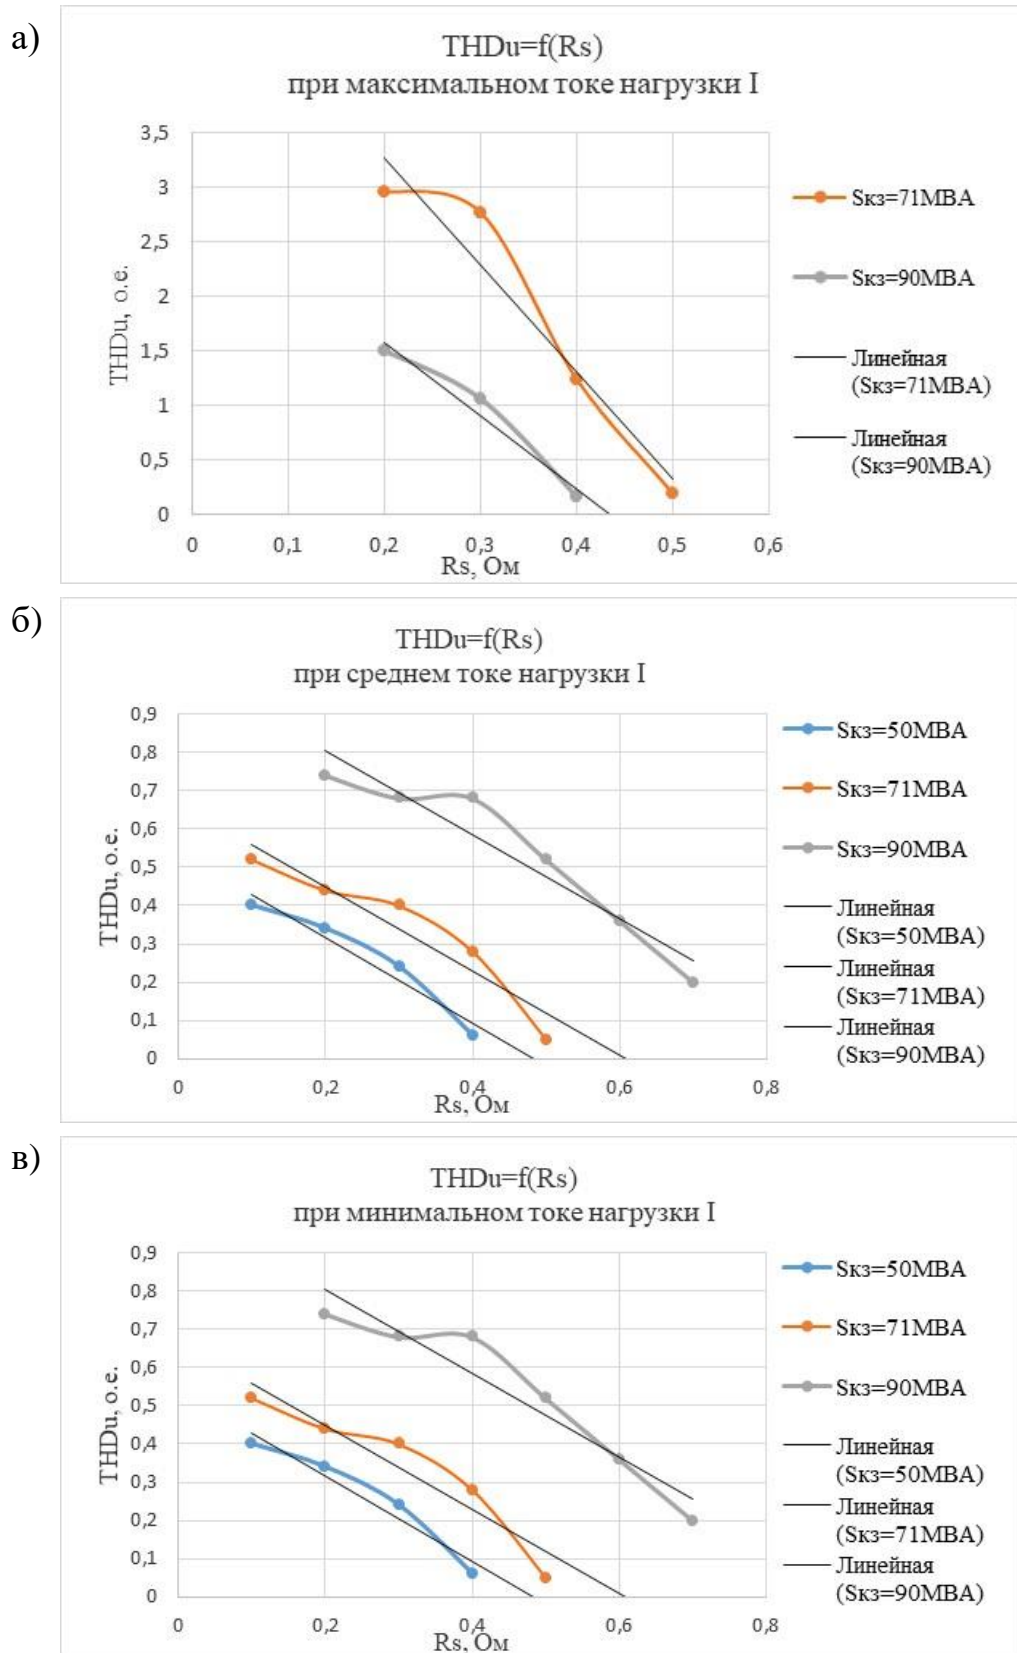 а)
THDu=f(Rs)
при максимальном токе нагрузки I
3,5
3
2,5
2
1,5
1
0,5
0
THDu, о.е.
0 0,1 0,2 0,3 0,4 0,5 0,6
Rs, Ом
Sкз=71МВА
Sкз=90МВА
Линейная
(Sкз=71МВА)
Линейная
(Sкз=90МВА)
б)
THDu=f(Rs)
при среднем токе нагрузки I
0,9
0,8
0,7
0,6
0,5
0,4
0,3
0,2
0,1
0
THDu, о.е.
0 0,2 0,4 0,6 0,8
Rs, Ом
Sкз=50МВА
Sкз=71МВА
Sкз=90МВА
Линейная
(Sкз=50МВА)
Линейная
(Sкз=71МВА)
Линейная
(Sкз=90МВА)
в)
THDu=f(Rs)
при минимальном токе нагрузки I
0,9
0,8
0,7
0,6
0,5
0,4
0,3
0,2
0,1
0
THDu, о.е.
0 0,2 0,4 0,6 0,8
Rs, Ом
Sкз=50МВА
Sкз=71МВА
Sкз=90МВА
Линейная
(Sкз=50МВА)
Линейная
(Sкз=71МВА)
Линейная
(Sкз=90МВА)